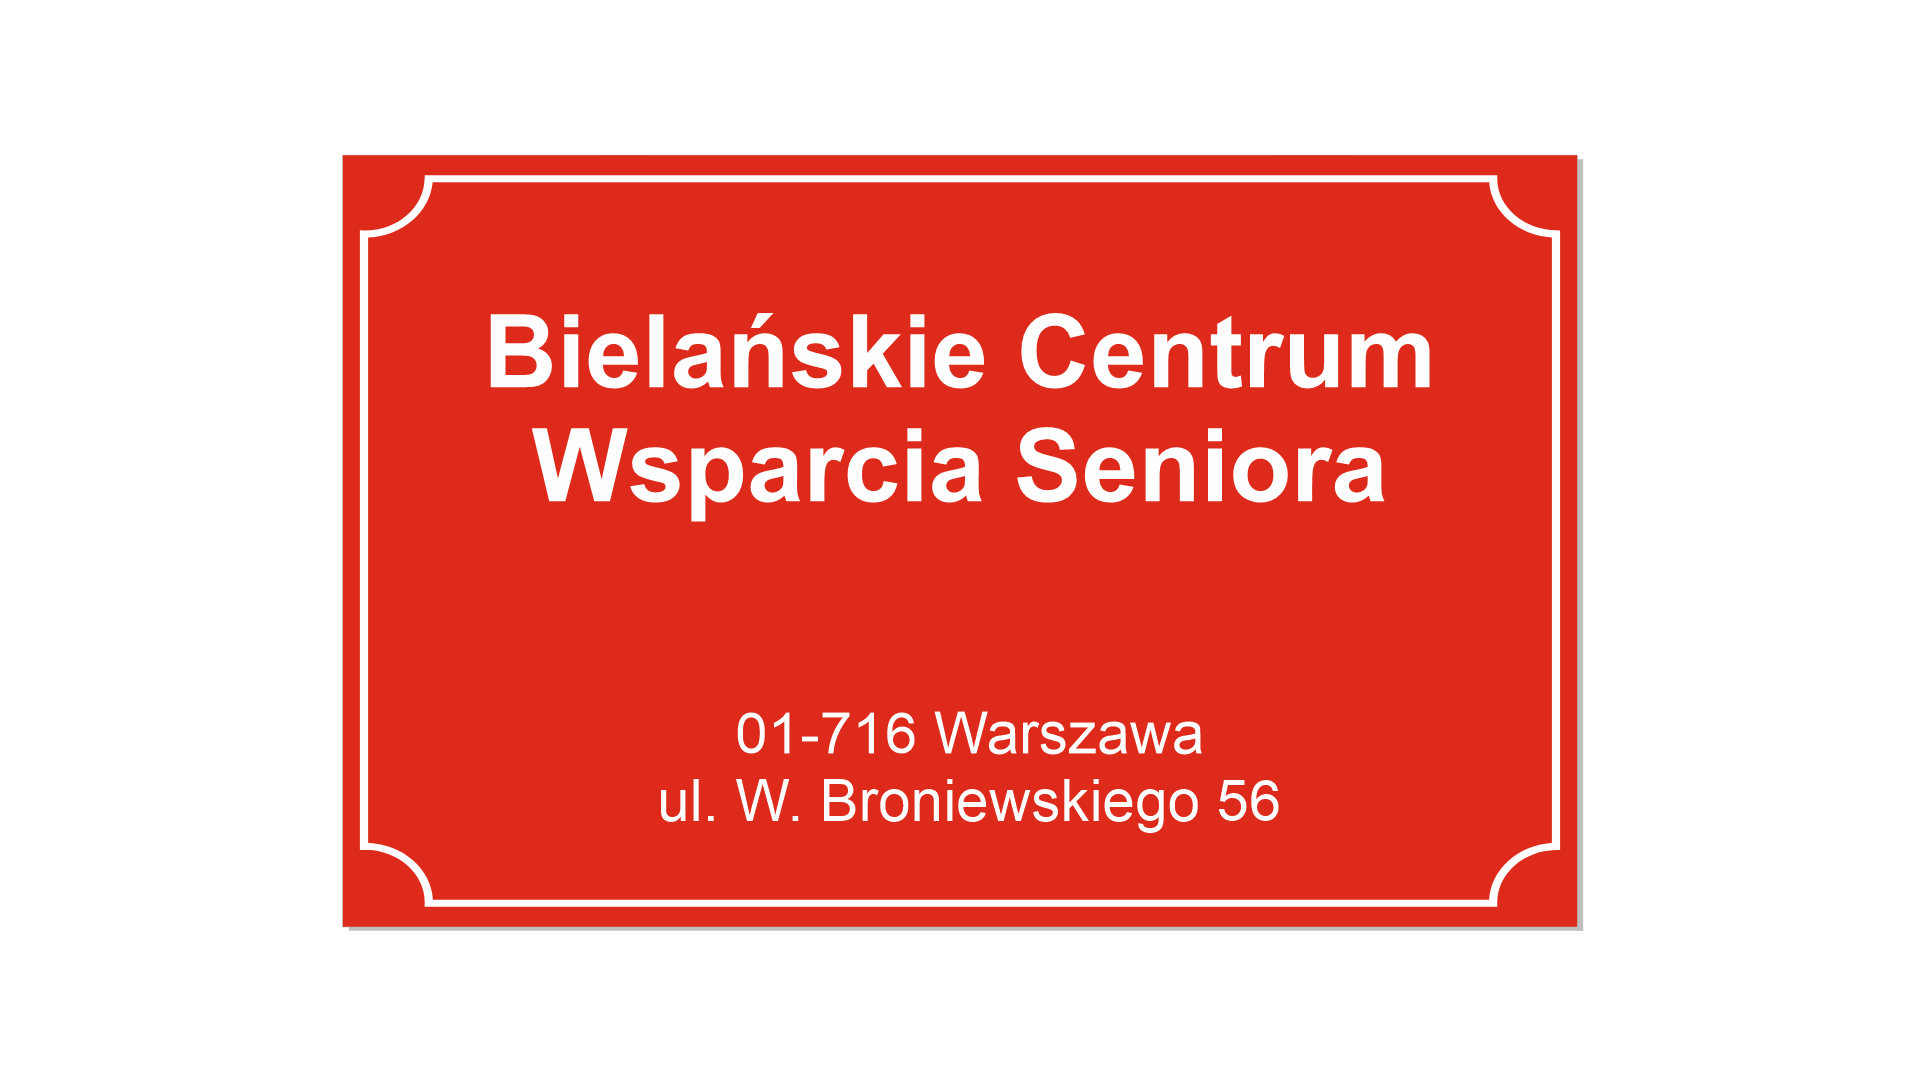 Bielańskie Centrum
Wsparcia Seniora
01-716 Warszawa
ul. W. Broniewskiego 56